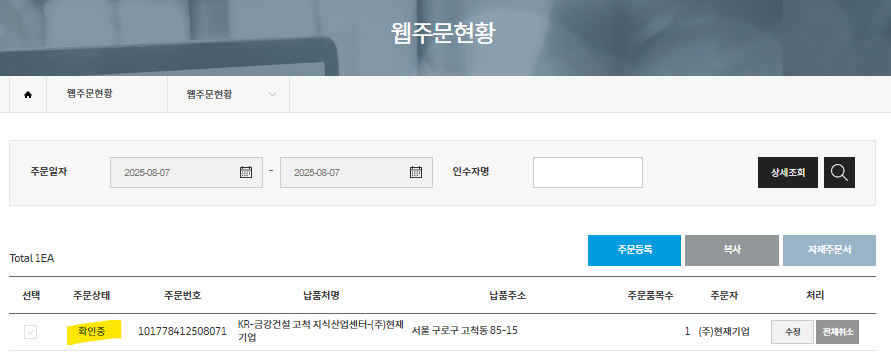 웹주문현황
웹주문현황 웹주문현황
주문일자 2025-08-07 - 2025-08-07 인수자명 상세조회
주문등록 복사 자재주문서
Total 1EA
선택 주문상태 주문번호 납품처명 납품주소 주문품목수 주문자 처리
확인중 101778412508071 KR-금강건설 고척 지식산업센터-(주)현재기업 서울 구로구 고척동 85-15 1 (주)현재기업 수정 전체취소